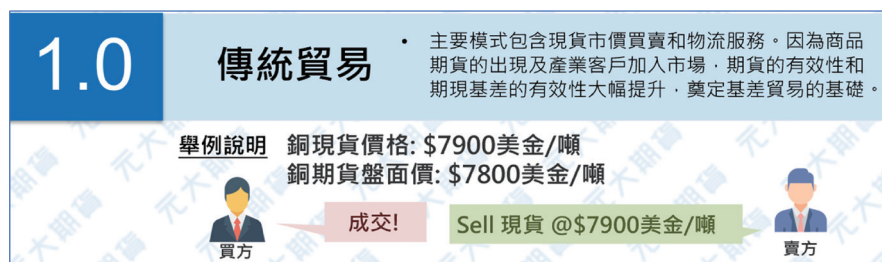 1.0
傳統貿易
• 主要模式包含現貨市價買賣和物流服務。因為商品
期貨的出現及產業客戶加入市場，期貨的有效性和
期現基差的有效性大幅提升，奠定基差貿易的基礎。
舉例說明 銅現貨價格: $7900美金/噸
銅期貨盤面價: $7800美金/噸
成交!
Sell 現貨 @$7900美金/噸
買方
賣方
元大期貨